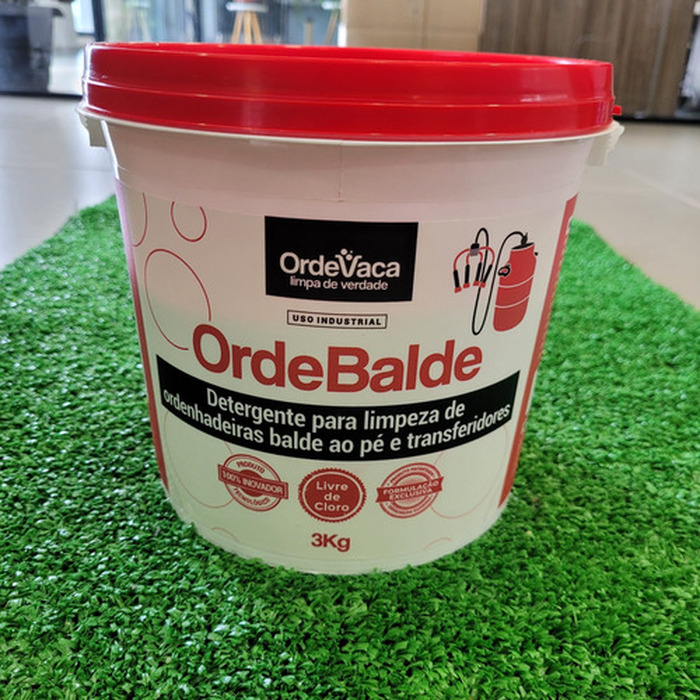 OrdeVaca
limpa de verdade
USO INDUSTRIAL
OrdeBalde
Detergente para limpeza de
ordenhadeiras balde ao pé e transferidores
PRODUTO
100% INOVADOR
Livre
de
Cloro
FORMULAÇÃO
EXCLUSIVA
3Kg